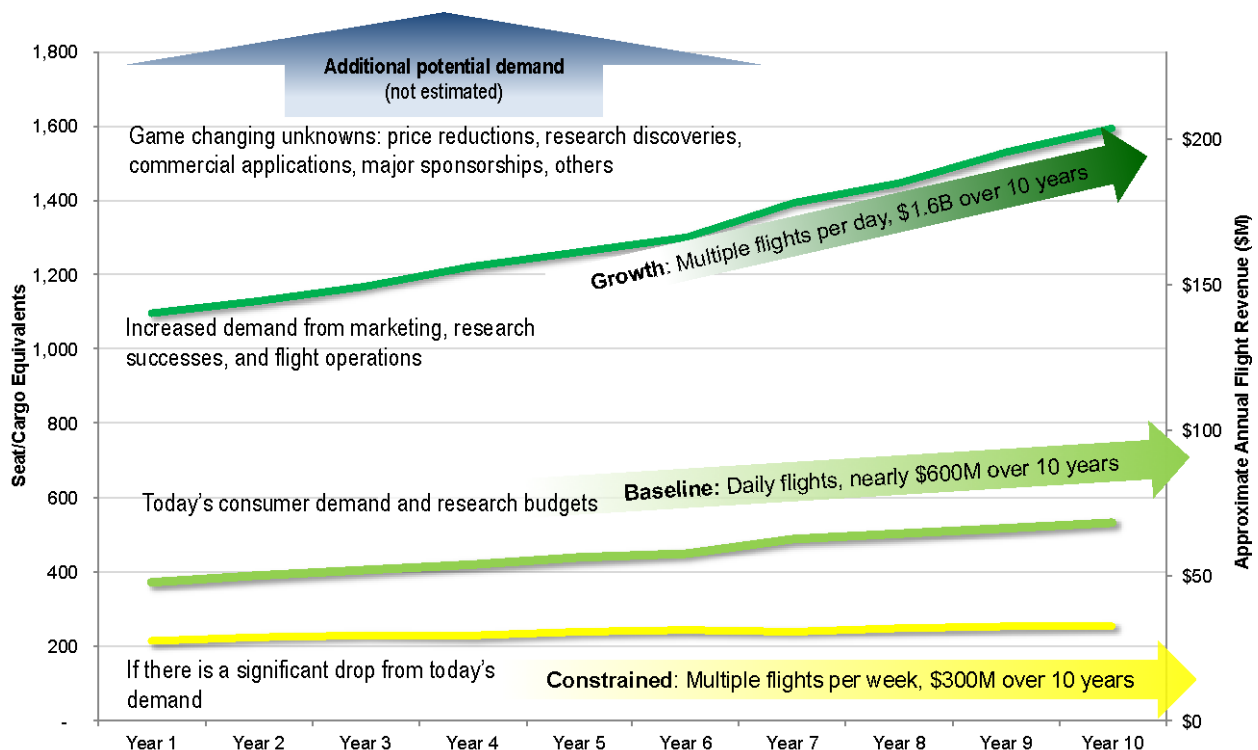 Additional potential demand
(not estimated)
Game changing unknowns: price reductions, research discoveries,
commercial applications, major sponsorships, others
Growth: Multiple flights per day, $1.6B over 10 years
Increased demand from marketing, research
successes, and flight operations
Baseline: Daily flights, nearly $600M over 10 years
Today's consumer demand and research budgets
If there is a significant drop from today's
demand
Constrained: Multiple flights per week, $300M over 10 years
Seat/Cargo Equivalents
1,800
1,600
1,400
1,200
1,000
800
600
400
200
-
Approximate Annual Flight Revenue ($M)
$200
$150
$100
$50
$0
Year 1
Year 2
Year 3
Year 4
Year 5
Year 6
Year 7
Year 8
Year 9
Year 10